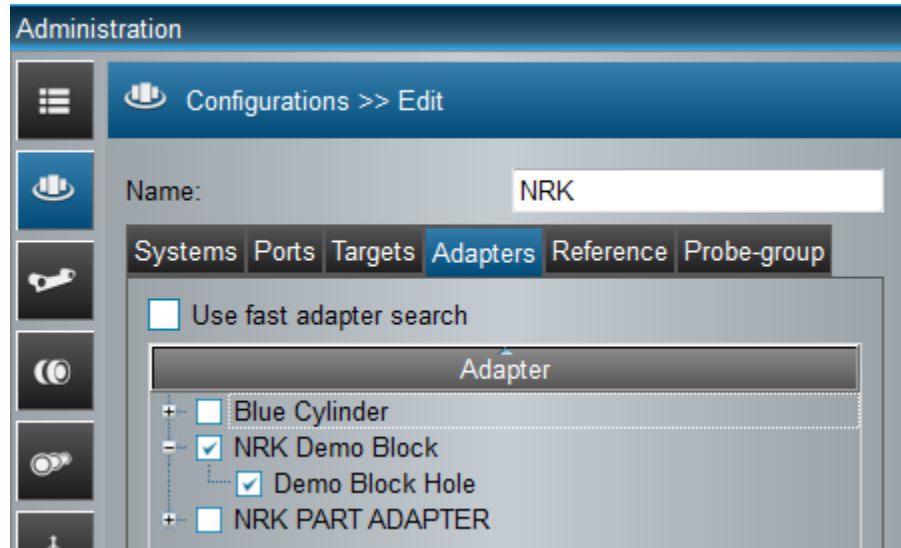 Administration
Configurations >> Edit
Name: NRK
Systems Ports Targets Adapters Reference Probe-group
Use fast adapter search
Adapter
Blue Cylinder
NRK Demo Block
Demo Block Hole
NRK PART ADAPTER